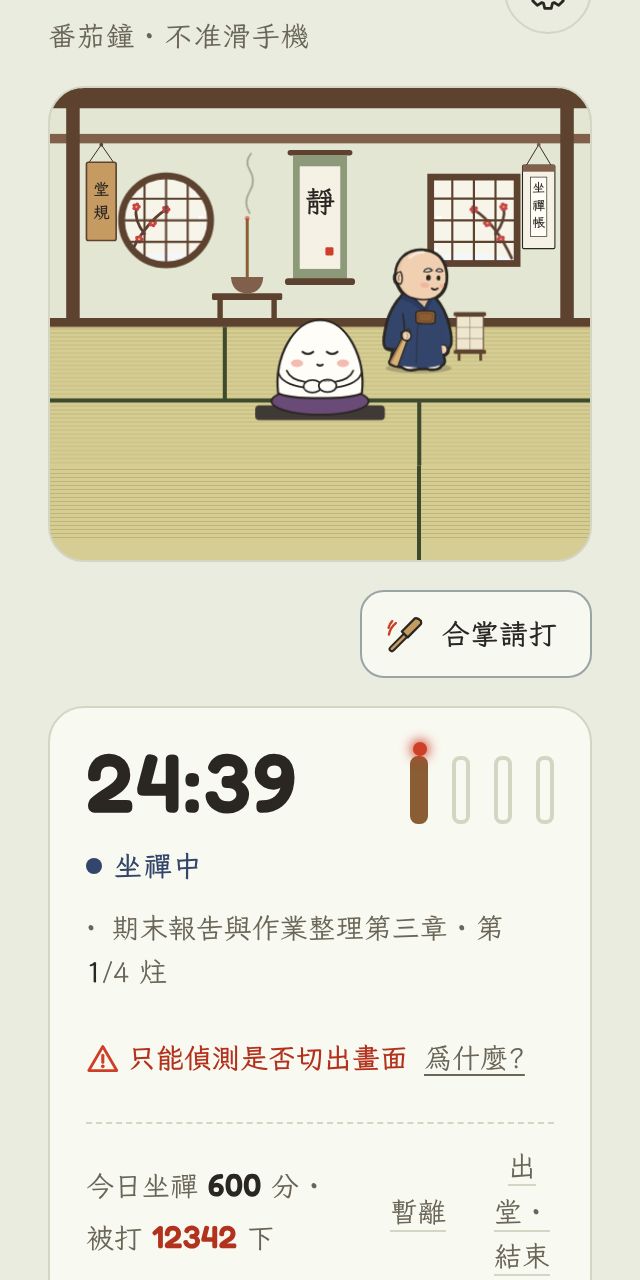 番茄鐘・不准滑手機
堂規
靜
坐禪帳
合掌請打
24:39
坐禪中
・ 期末報告與作業整理第三章・第
1/4 炷
只能偵測是否切出畫面 為什麼?
今日坐禪 600 分・
被打 12342 下
暫離
出
堂・
結束